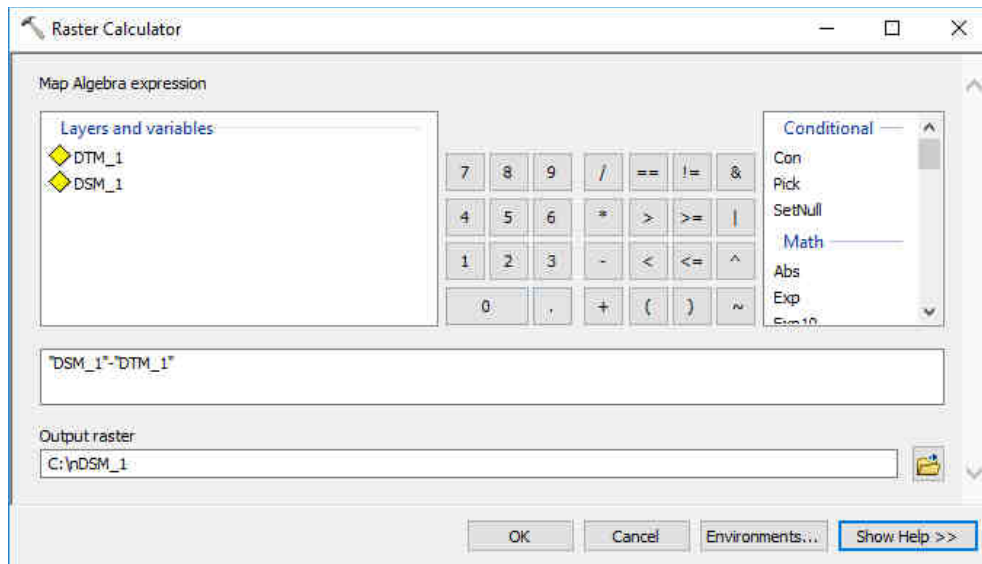 Raster Calculator
Map Algebra expression
Layers and variables
DTM_1
DSM_1
7 8 9 / == != &
4 5 6 * > >= |
1 2 3 - < <= ^
0 . + ( ) ~
Conditional
Con
Pick
SetNull
Math
Abs
Exp
Exp10
"DSM_1"-"DTM_1"
Output raster
C:\nDSM_1
OK
Cancel
Environments...
Show Help >>